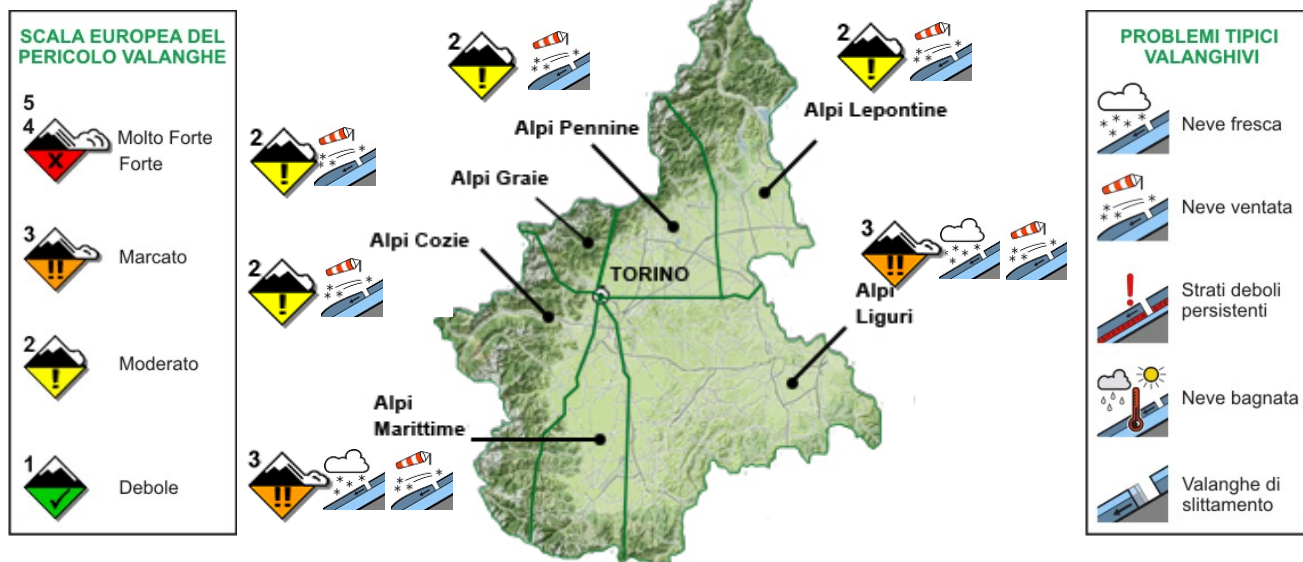 SCALA EUROPEA DEL
PERICOLO VALANGHE
5
4
Molto Forte
Forte
3
Marcato
2
Moderato
1
Debole
2
2
2
2
3
3
Alpi Lepontine
Alpi Pennine
Alpi Graie
Alpi Cozie
TORINO
Alpi
Liguri
Alpi
Marittime
PROBLEMI TIPICI
VALANGHIVI
Neve fresca
Neve ventata
Strati deboli
persistenti
Neve bagnata
Valanghe di
slittamento